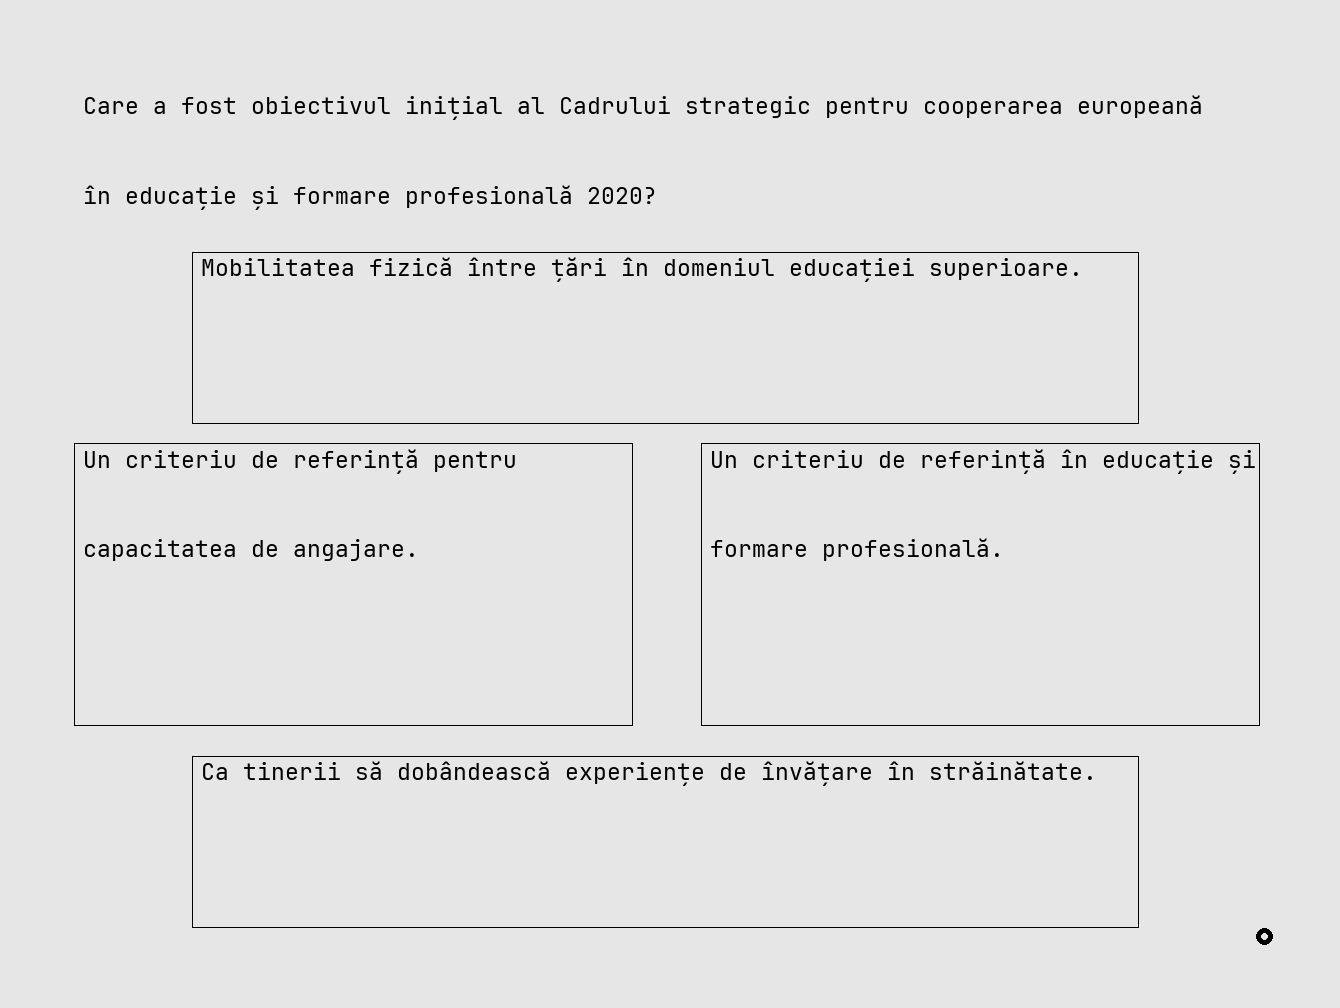 Care a fost obiectivul inițial al Cadrului strategic pentru cooperarea europeană
în educație și formare profesională 2020?
Mobilitatea fizică între țări în domeniul educației superioare.
Un criteriu de referință pentru
capacitatea de angajare.
Un criteriu de referință în educație și
formare profesională.
Ca tinerii să dobândească experiențe de învățare în străinătate.